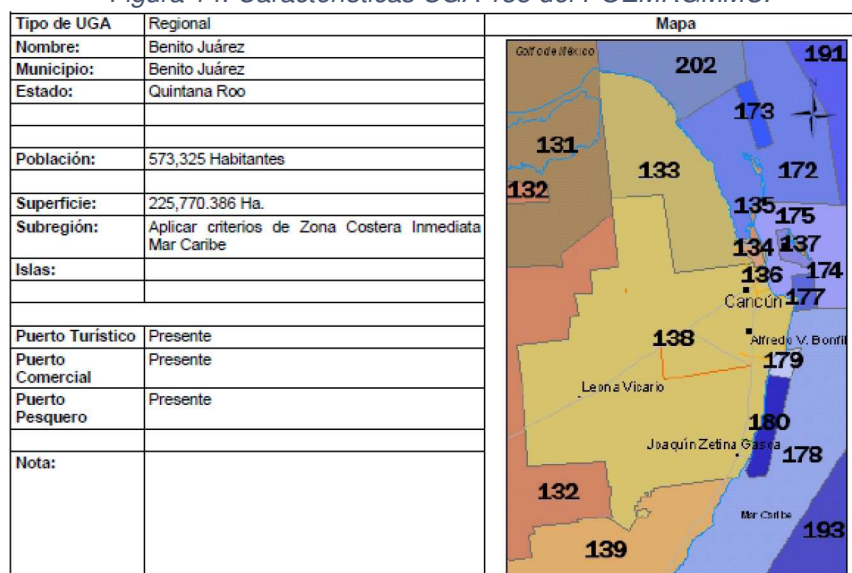 Tipo de UGA Regional Mapa
Nombre: Benito Juárez
Municipio: Benito Juárez
Estado: Quintana Roo
Población: 573,325 Habitantes
Superficie: 225,770.386 Ha.
Subregión: Aplicar criterios de Zona Costera Inmediata
Mar Caribe
Islas:
Puerto Turístico Presente
Puerto Presente
Comercial
Puerto Presente
Pesquero
Nota:
Golfo de México
191
202
N
173
131
133
172
132
135
175
134
137
136
174
Cancún
177
138
Alfredo V. Bonfil
179
Leona Vicario
180
Joaquín Zetina Gasca
178
132
Mar Caribe
193
139